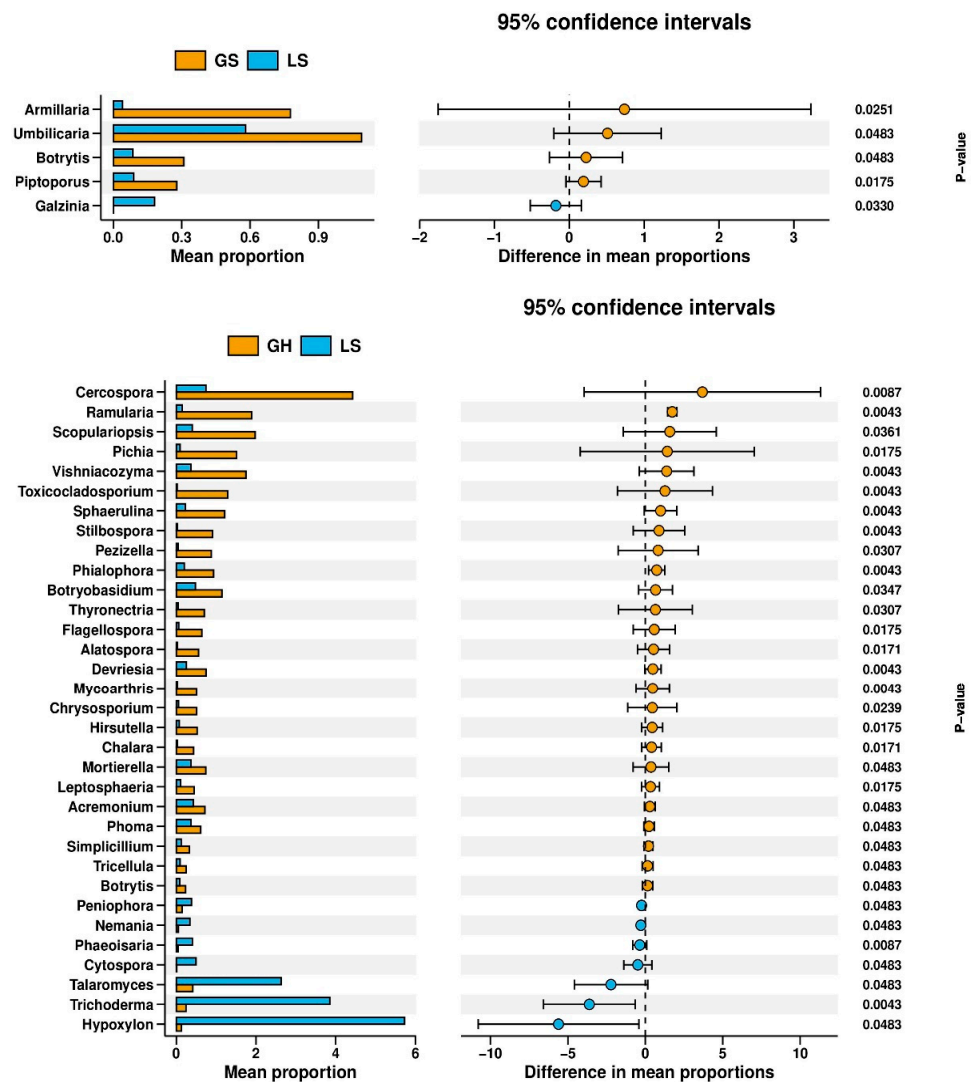 95% confidence intervals
GS LS
Armillaria 0.0251
Umbilicaria 0.0483
Botrytis 0.0483
Piptoporus 0.0175
Galzinia 0.0330
P−value
0.0 0.3 0.6 0.9 −2 −1 0 1 2 3
Mean proportion Difference in mean proportions
95% confidence intervals
GH LS
Cercospora 0.0087
Ramularia 0.0043
Scopulariopsis 0.0361
Pichia 0.0175
Vishniacozyma 0.0043
Toxicocladosporium 0.0043
Sphaerulina 0.0043
Stilbospora 0.0043
Pezizella 0.0307
Phialophora 0.0043
Botryobasidium 0.0347
Thyronectria 0.0307
Flagellospora 0.0175
Alatospora 0.0171
Devriesia 0.0043
Mycoarthris 0.0043
Chrysosporium 0.0239
Hirsutella 0.0175
Chalara 0.0171
Mortierella 0.0483
Leptosphaeria 0.0175
Acremonium 0.0483
Phoma 0.0483
Simplicillium 0.0483
Tricellula 0.0483
Botrytis 0.0483
Peniophora 0.0483
Nemania 0.0483
Phaeoisaria 0.0087
Cytospora 0.0483
Talaromyces 0.0483
Trichoderma 0.0043
Hypoxylon 0.0483
P−value
0 2 4 6 −10 −5 0 5 10
Mean proportion Difference in mean proportions